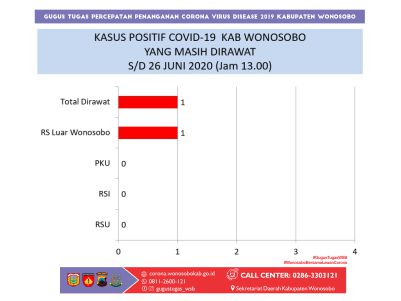 GUGUS TUGAS PERCEPATAN PENANGANAN CORONA VIRUS DISEASE 2019 KABUPATEN WONOSOBO
KASUS POSITIF COVID-19 KAB WONOSOBO
YANG MASIH DIRAWAT
S/D 26 JUNI 2020 (Jam 13.00)
Total Dirawat 1
RS Luar Wonosobo 1
PKU 0
RSI 0
RSU 0
0 1 2 3 4
#GugusTugasWSB
#WonosoboBersamaLawanCorona
corona.wonosobokab.go.id
0811-2600-121
gugustugas_wsb
CALL CENTER: 0286-3303121
Sekretariat Daerah Kabupaten Wonosobo